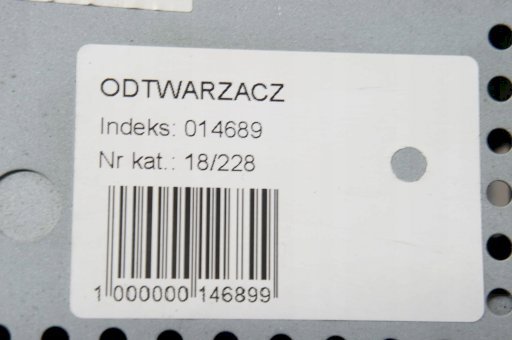 ODTWARZACZ
Indeks: 014689
Nr kat.: 18/228
1 000000 146899